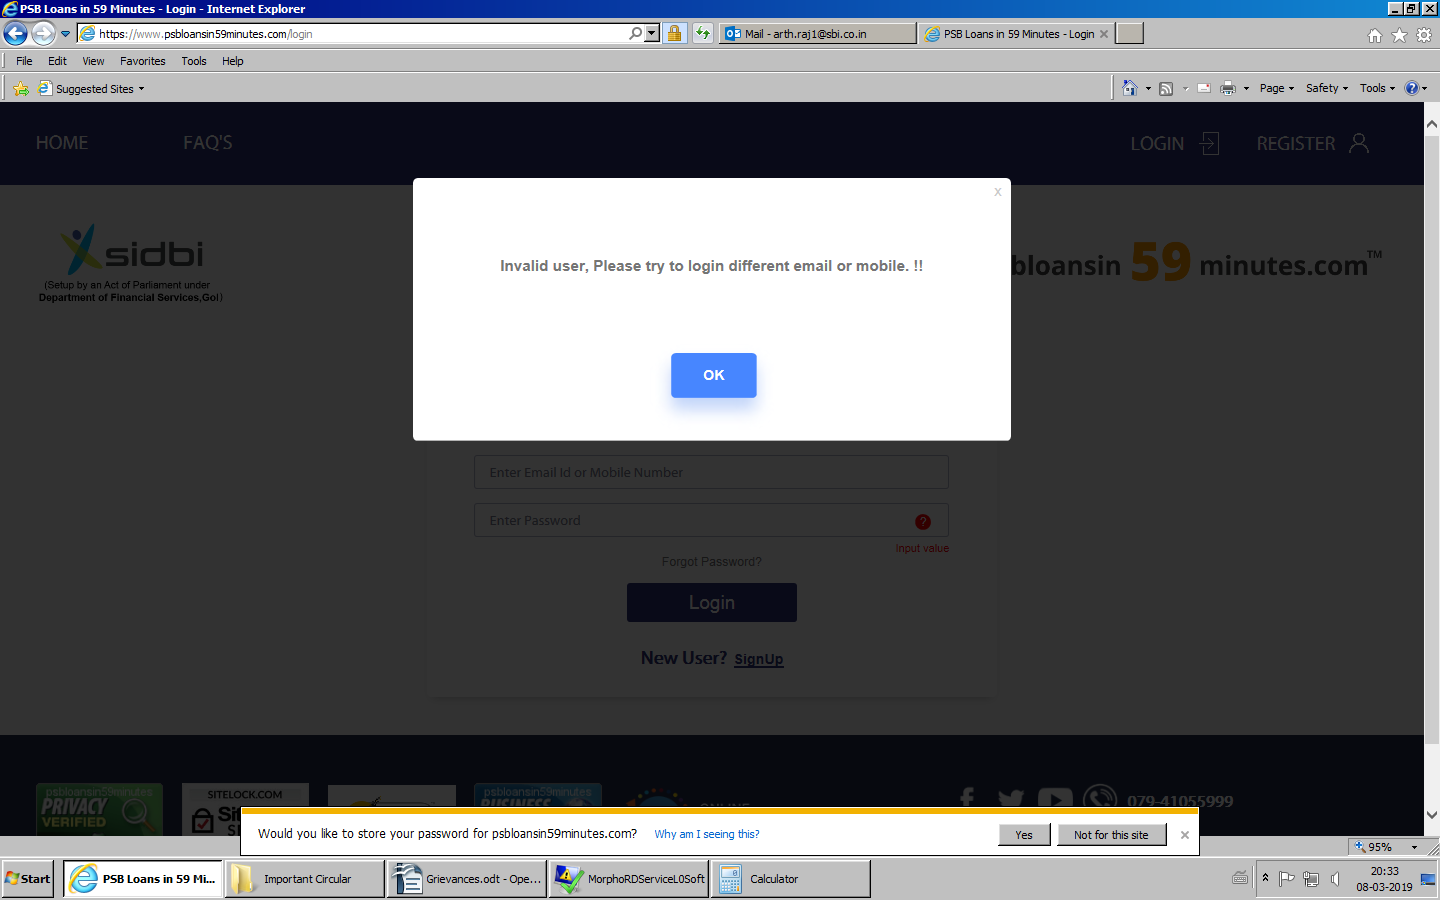 PSB Loans in 59 Minutes - Login - Internet Explorer
https://www.psbloansin59minutes.com/login
Mail - arth.raj1@sbi.co.in
PSB Loans in 59 Minutes - Login
File Edit View Favorites Tools Help
Suggested Sites
Page Safety Tools
HOME FAQ'S LOGIN REGISTER
x
sidbi
(Setup by an Act of Parliament under
Department of Financial Services,GoI)
bloansin 59 minutes.com™
Invalid user, Please try to login different email or mobile. !!
OK
Enter Email Id or Mobile Number
Enter Password
?
Input value
Forgot Password?
Login
New User? SignUp
psbloansin59minutes
PRIVACY
VERIFIED
SITELOCK.COM
psbloansin59minutes
079-41055999
Would you like to store your password for psbloansin59minutes.com? Why am I seeing this? Yes Not for this site
95%
Start
PSB Loans in 59 Mi...
Important Circular
Grievances.odt - Ope...
MorphoRDServiceL0Soft
Calculator
20:33
08-03-2019